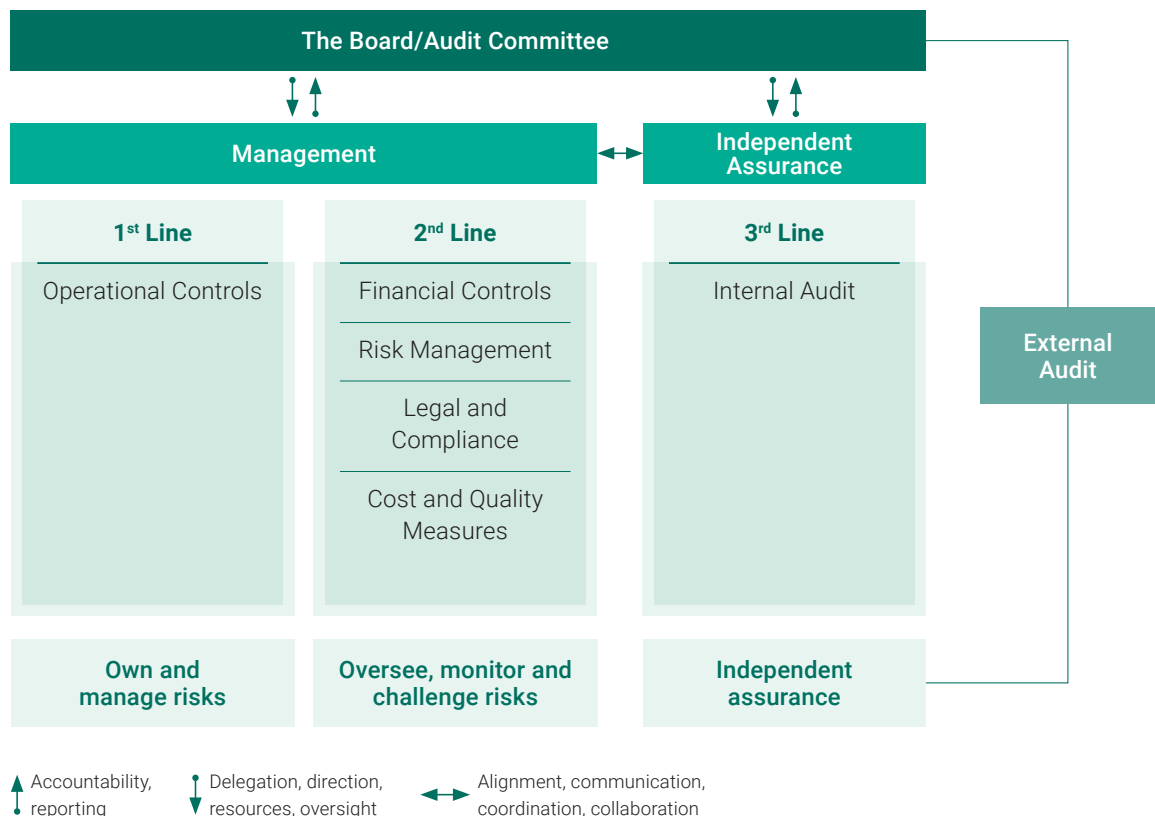 The Board/Audit Committee
Management
Independent
Assurance
1st Line
Operational Controls
2nd Line
Financial Controls
Risk Management
Legal and
Compliance
Cost and Quality
Measures
3rd Line
Internal Audit
External
Audit
Own and
manage risks
Oversee, monitor and
challenge risks
Independent
assurance
Accountability,
reporting
Delegation, direction,
resources, oversight
Alignment, communication,
coordination, collaboration